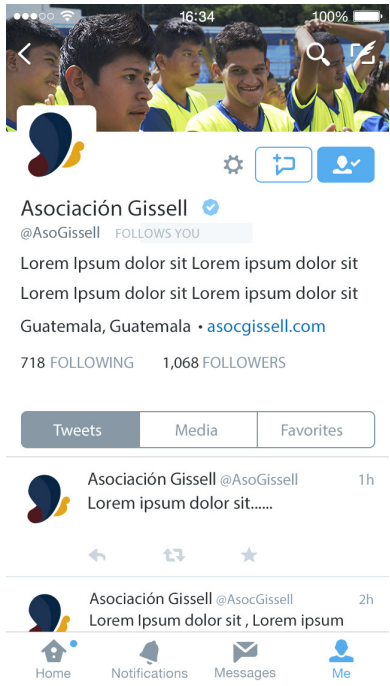 16:34 100%
Asociación Gissell
@AsoGissell FOLLOWS YOU
Lorem Ipsum dolor sit Lorem ipsum dolor sit
Lorem Ipsum dolor sit Lorem ipsum dolor sit
Guatemala, Guatemala • asocgissell.com
718 FOLLOWING 1,068 FOLLOWERS
Tweets Media Favorites
Asociación Gissell @AsoGissell 1h
Lorem ipsum dolor sit......
Asociación Gissell @AsocGissell 2h
Lorem Ipsum dolor sit , Lorem ipsum
Home Notifications Messages Me